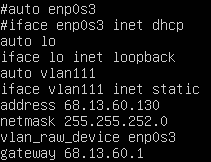 #auto enp0s3
#iface enp0s3 inet dhcp
auto lo
iface lo inet loopback
auto vlan111
iface vlan111 inet static
address 68.13.60.130
netmask 255.255.252.0
vlan_raw_device enp0s3
gateway 68.13.60.1